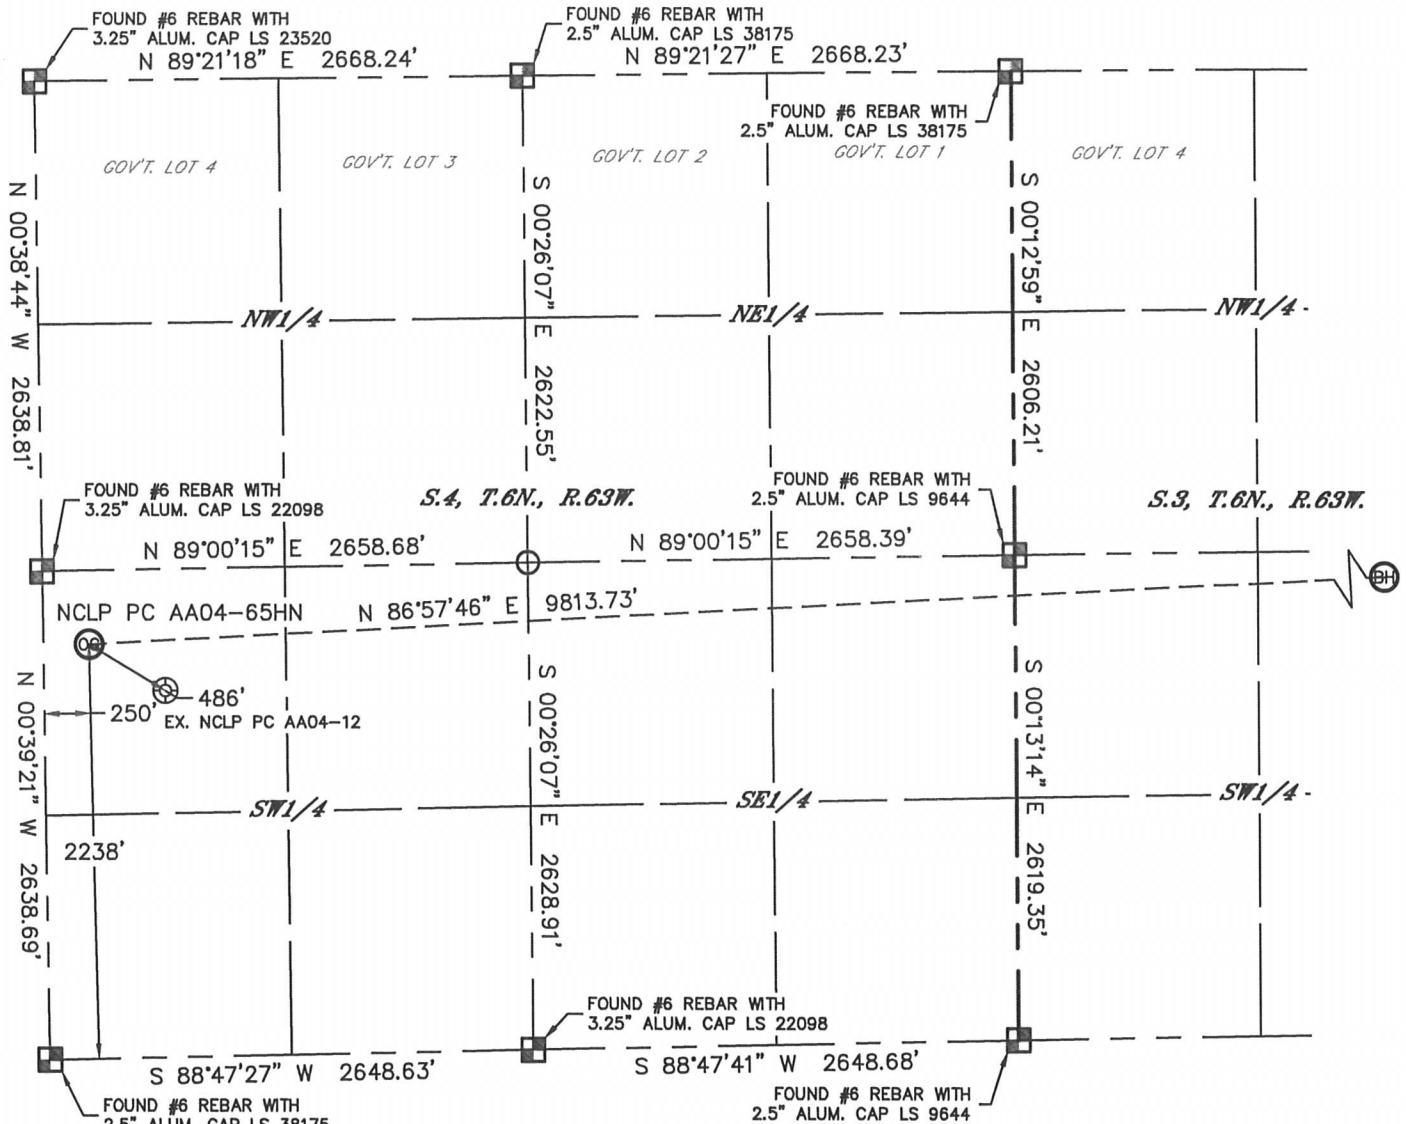 FOUND #6 REBAR WITH
3.25" ALUM. CAP LS 23520
N 89°21'18" E 2668.24'
FOUND #6 REBAR WITH
2.5" ALUM. CAP LS 38175
N 89°21'27" E 2668.23'
FOUND #6 REBAR WITH
2.5" ALUM. CAP LS 38175
GOV'T. LOT 4
GOV'T. LOT 3
GOV'T. LOT 2
GOV'T. LOT 1
GOV'T. LOT 4
N 00°38'44" W 2638.81'
S 00°26'07" E 2622.55'
S 00°12'59" E 2606.21'
NW1/4
NE1/4
NW1/4
FOUND #6 REBAR WITH
3.25" ALUM. CAP LS 22098
S.4, T.6N., R.63W.
FOUND #6 REBAR WITH
2.5" ALUM. CAP LS 9644
S.3, T.6N., R.63W.
N 89°00'15" E 2658.68'
N 89°00'15" E 2658.39'
BH
NCLP PC AA04-65HN
N 86°57'46" E 9813.73'
OG
486'
250'
EX. NCLP PC AA04-12
N 00°39'21" W 2638.69'
S 00°26'07" E 2628.91'
S 00°13'14" E 2619.35'
SW1/4
SE1/4
SW1/4
2238'
FOUND #6 REBAR WITH
3.25" ALUM. CAP LS 22098
S 88°47'27" W 2648.63'
S 88°47'41" W 2648.68'
FOUND #6 REBAR WITH
2.5" ALUM. CAP LS 38175
FOUND #6 REBAR WITH
2.5" ALUM. CAP LS 9644